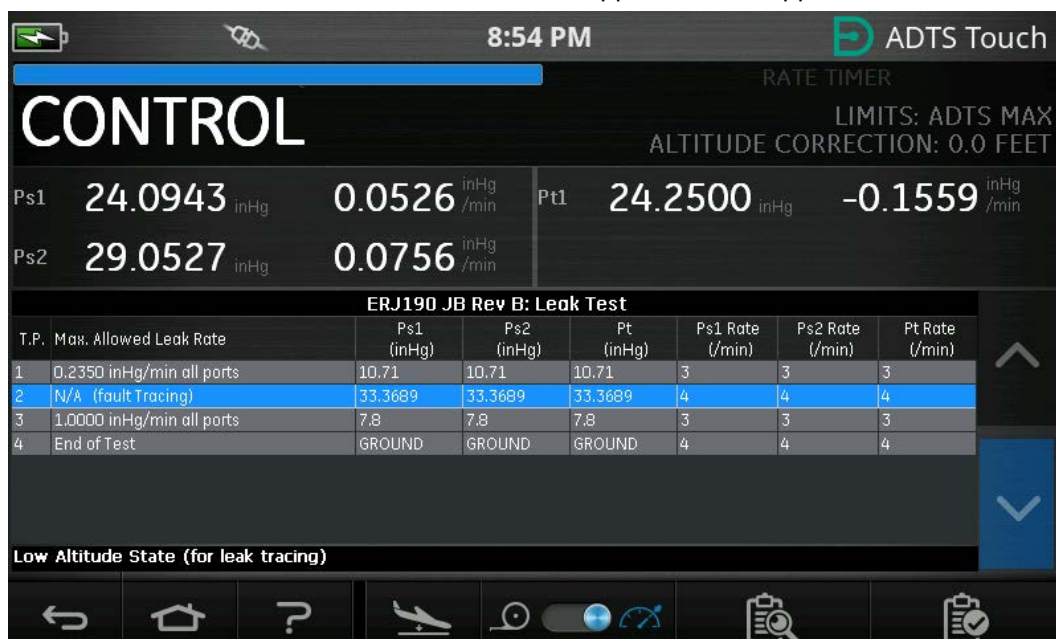 8:54 PM ADTS Touch
RATE TIMER
CONTROL
LIMITS: ADTS MAX
ALTITUDE CORRECTION: 0.0 FEET
Ps1 24.0943 inHg 0.0526 inHg/min Pt1 24.2500 inHg -0.1559 inHg/min
Ps2 29.0527 inHg 0.0756 inHg/min
ERJ190 JB Rev B: Leak Test
T.P. Max. Allowed Leak Rate Ps1 (inHg) Ps2 (inHg) Pt (inHg) Ps1 Rate (/min) Ps2 Rate (/min) Pt Rate (/min)
1 0.2350 inHg/min all ports 10.71 10.71 10.71 3 3 3
2 N/A (fault Tracing) 33.3689 33.3689 33.3689 4 4 4
3 1.0000 inHg/min all ports 7.8 7.8 7.8 3 3 3
4 End of Test GROUND GROUND GROUND 4 4 4
Low Altitude State (for leak tracing)
?